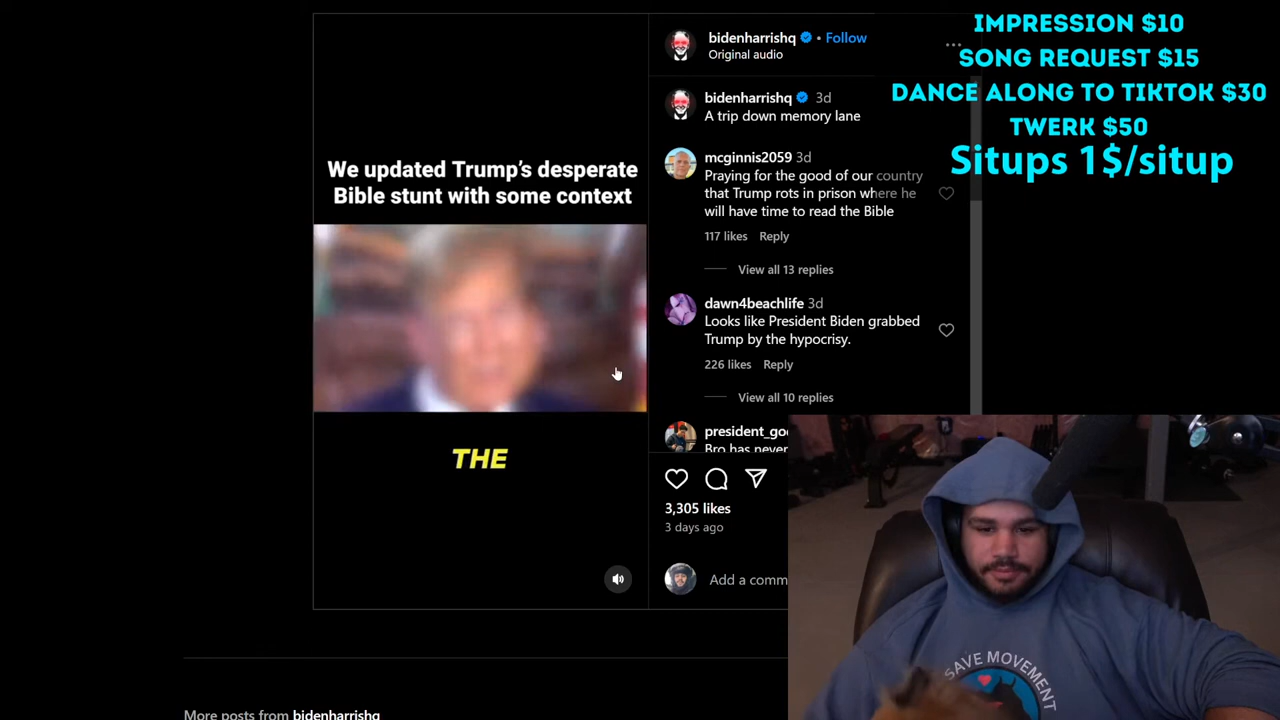 bidenharrishq • Follow
Original audio
bidenharrishq 3d
A trip down memory lane
mcginnis2059 3d
Praying for the good of our country
that Trump rots in prison where he
will have time to read the Bible
117 likes Reply
View all 13 replies
dawn4beachlife 3d
Looks like President Biden grabbed
Trump by the hypocrisy.
226 likes Reply
View all 10 replies
president_go
Bro has never
3,305 likes
3 days ago
Add a comm
We updated Trump's desperate
Bible stunt with some context
THE
More posts from bidenharrishq
IMPRESSION $10
SONG REQUEST $15
DANCE ALONG TO TIKTOK $30
TWERK $50
Situps 1$/situp
SAVE MOVEMENT